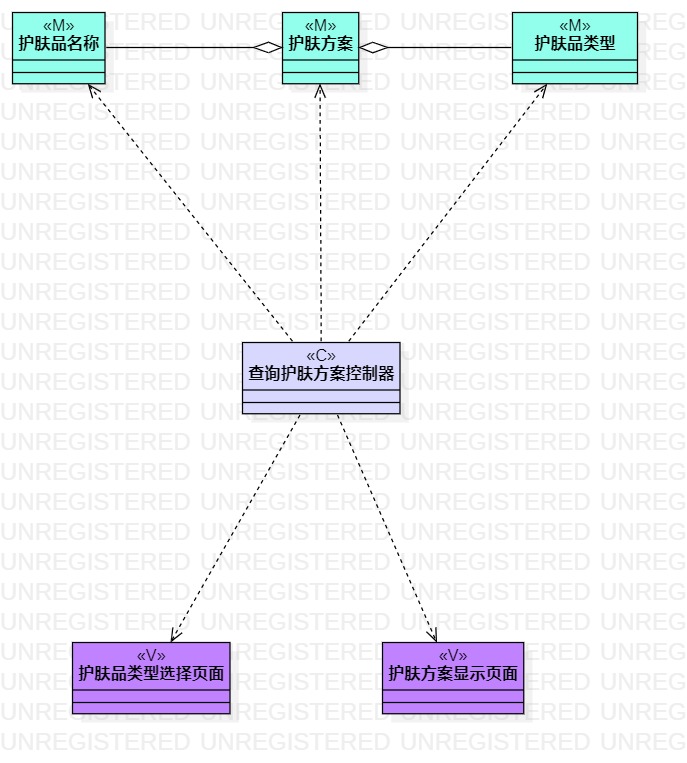 «M»
护肤品名称
«M»
护肤方案
«M»
护肤品类型
«C»
查询护肤方案控制器
«V»
护肤品类型选择页面
«V»
护肤方案显示页面
UNREGISTERED